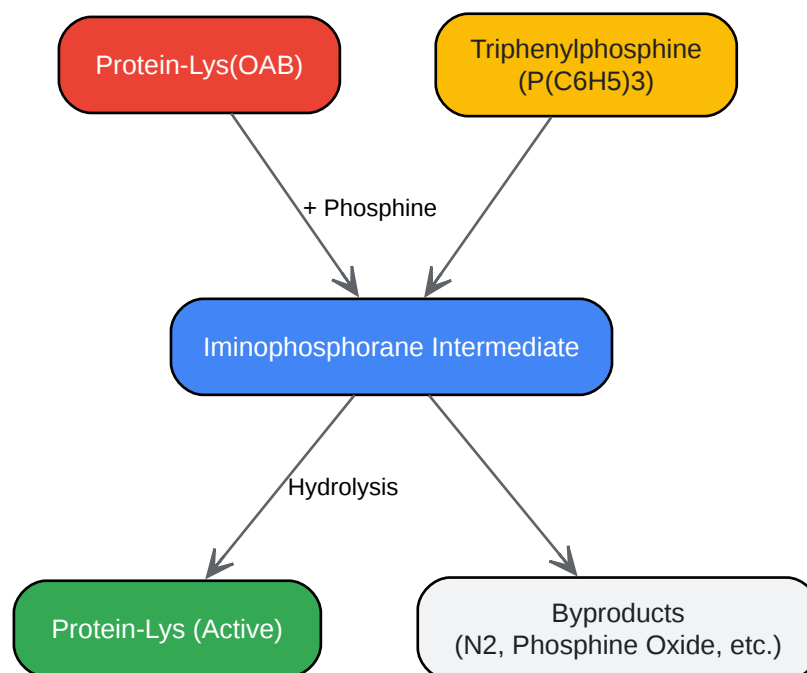 Protein-Lys(OAB)
Triphenylphosphine
(P(C6H5)3)
+ Phosphine
Iminophosphorane Intermediate
Hydrolysis
Protein-Lys (Active)
Byproducts
(N2, Phosphine Oxide, etc.)